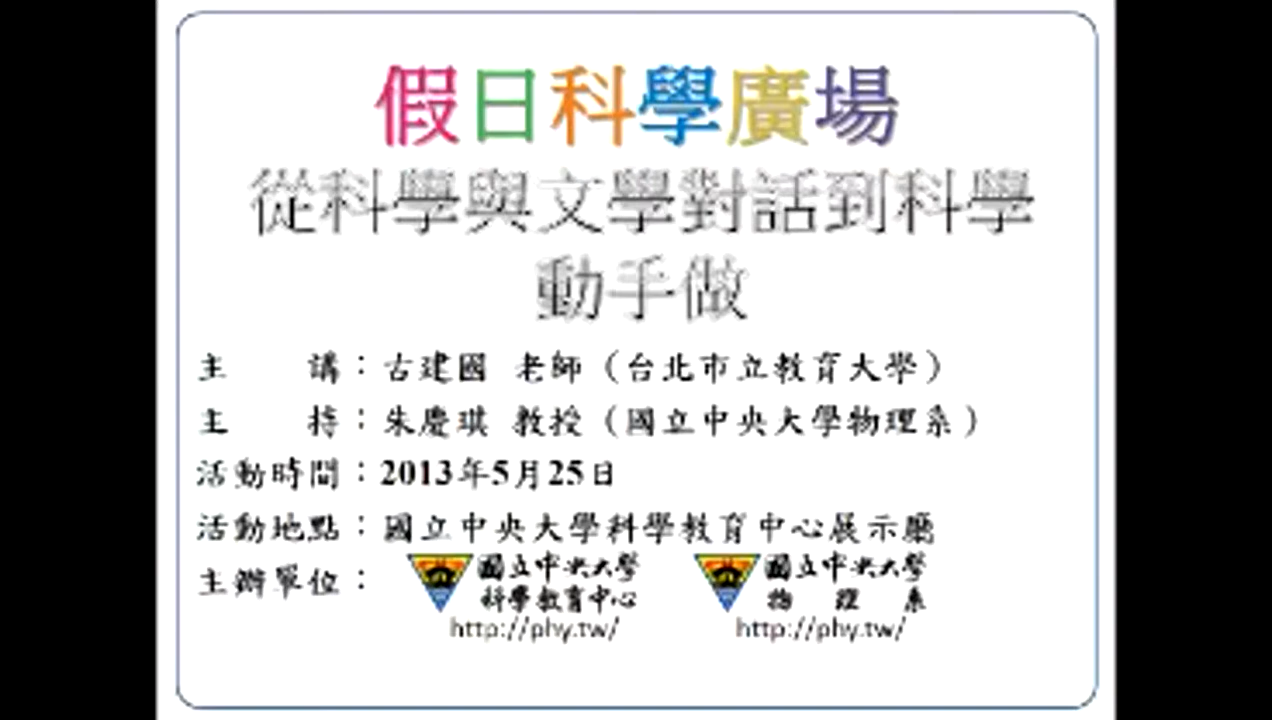 假日科學廣場
從科學與文學對話到科學
動手做
主　　講：古建國 老師（台北市立教育大學）
主　　持：朱慶琪 教授（國立中央大學物理系）
活動時間：2013年5月25日
活動地點：國立中央大學科學教育中心展示廳
主辦單位：
國立中央大學
科學教育中心
http://phy.tw/
國立中央大學
物理系
http://phy.tw/